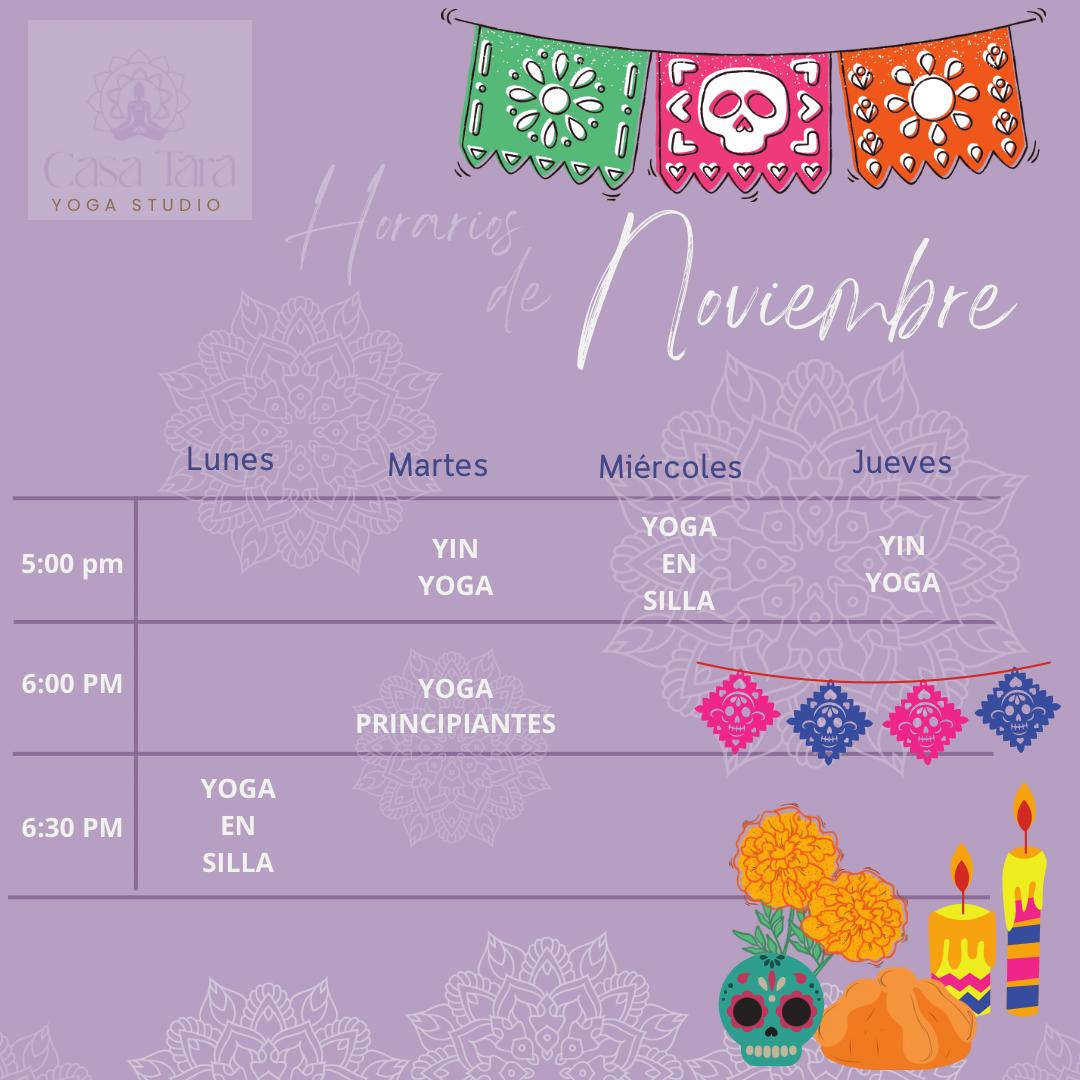 Casa Tara
YOGA STUDIO
Horarios
de Noviembre
Lunes Martes Miércoles Jueves
5:00 pm
YIN
YOGA
YOGA
EN
SILLA
YIN
YOGA
6:00 PM
YOGA
PRINCIPIANTES
6:30 PM
YOGA
EN
SILLA